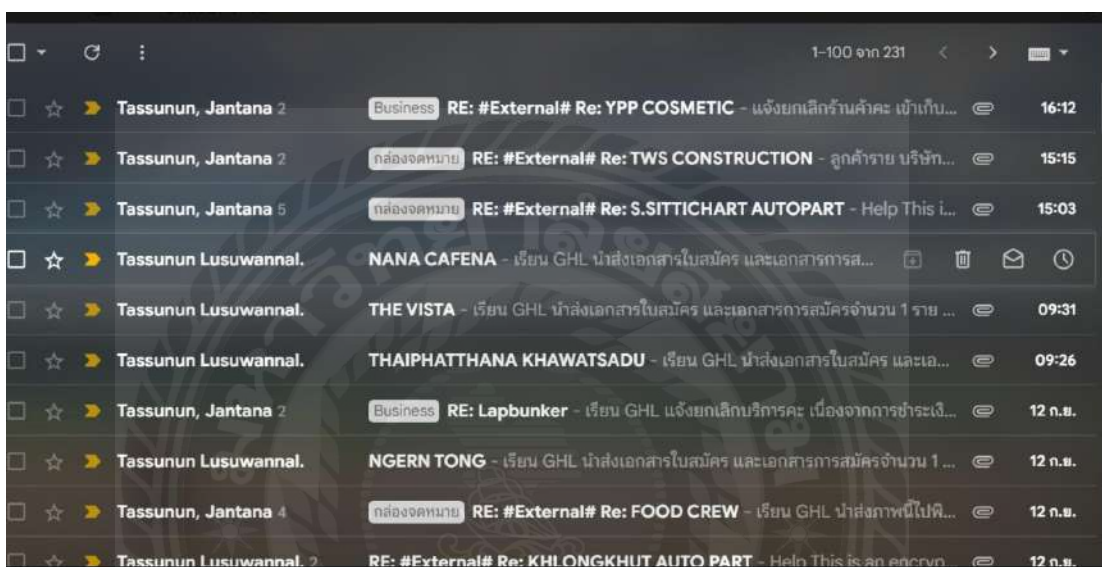 1–100 จาก 231
Tassunun, Jantana 2 Business RE: #External# Re: YPP COSMETIC - แจ้งยกเลิกร้านค้าคะ เข้าเก็บ... 16:12
Tassunun, Jantana 2 กล่องจดหมาย RE: #External# Re: TWS CONSTRUCTION - ลูกค้าราย บริษัท... 15:15
Tassunun, Jantana 5 กล่องจดหมาย RE: #External# Re: S.SITTICHART AUTOPART - Help This i... 15:03
Tassunun Lusuwannal. NANA CAFENA - เรียน GHL นำส่งเอกสารใบสมัคร และเอกสารการส...
Tassunun Lusuwannal. THE VISTA - เรียน GHL นำส่งเอกสารใบสมัคร และเอกสารการสมัครจำนวน 1 ราย ... 09:31
Tassunun Lusuwannal. THAIPHATTHANA KHAWATSADU - เรียน GHL นำส่งเอกสารใบสมัคร และเอ... 09:26
Tassunun, Jantana 2 Business RE: Lapbunker - เรียน GHL แจ้งยกเลิกบริการคะ เนื่องจากการชำระเงิ... 12 ก.ย.
Tassunun Lusuwannal. NGERN TONG - เรียน GHL นำส่งเอกสารใบสมัคร และเอกสารการสมัครจำนวน 1 ... 12 ก.ย.
Tassunun, Jantana 4 กล่องจดหมาย RE: #External# Re: FOOD CREW - เรียน GHL นำส่งภาพนี้ไปพิ... 12 ก.ย.
Tassunun Lusuwannal. 2 RE: #External# Re: KHLONGKHUT AUTO PART - Help This is an encryp... 12 ก.ย.